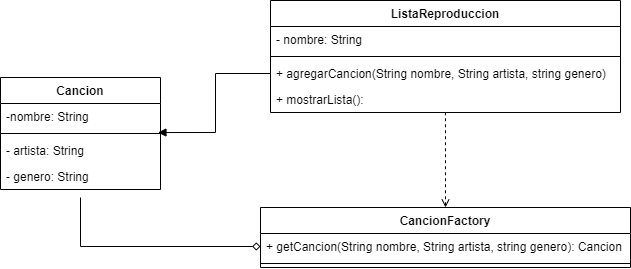 ListaReproduccion
- nombre: String
+ agregarCancion(String nombre, String artista, string genero)
+ mostrarLista():
Cancion
-nombre: String
- artista: String
- genero: String
CancionFactory
+ getCancion(String nombre, String artista, string genero): Cancion